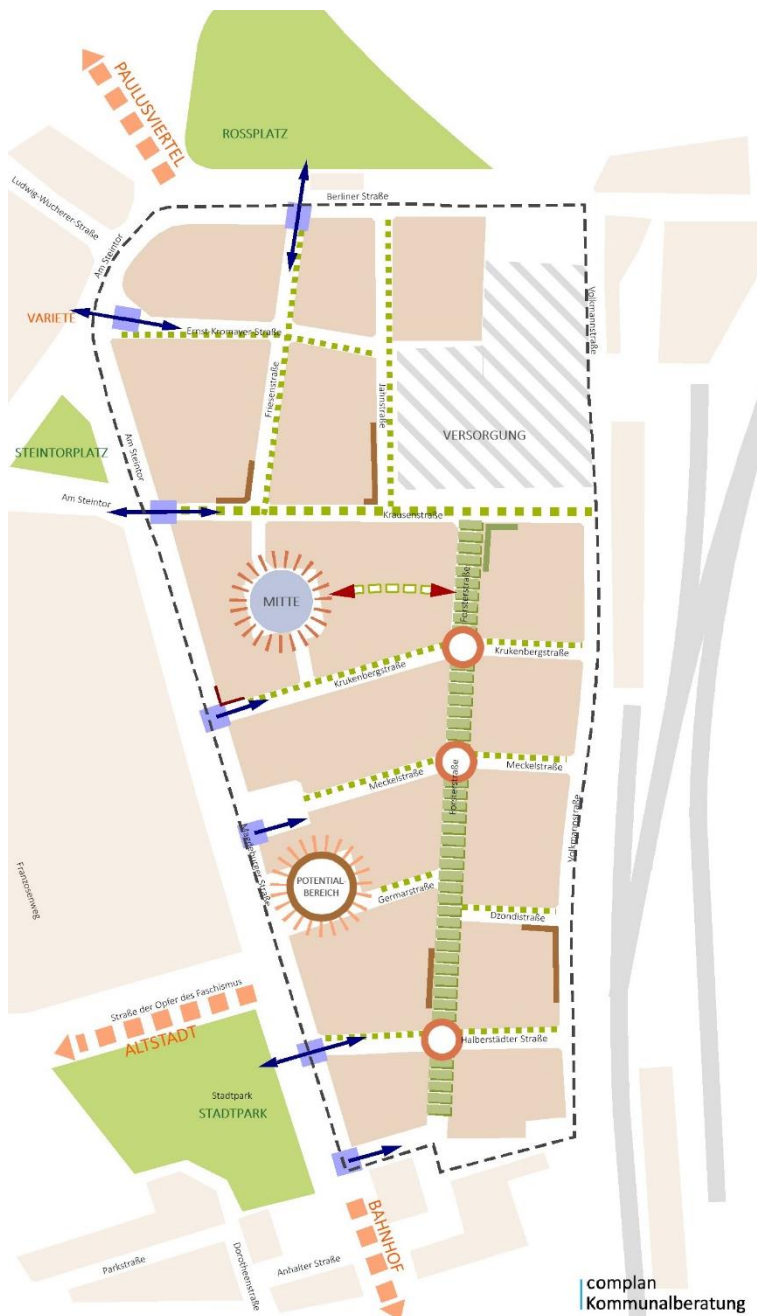 PAULUSVIERTEL
ROSSPLATZ
Ludwig-Wucherer-Straße
Berliner Straße
Am Steintor
VARIETE
Ernst-Kromayer-Straße
Volkmannstraße
Friesenstraße
Jahnstraße
VERSORGUNG
STEINTORPLATZ
Am Steintor
Am Steintor
Krausenstraße
Forsterstraße
MITTE
Krukenbergstraße
Krukenbergstraße
Meckelstraße
Meckelstraße
Forsterstraße
Volkmannstraße
Magdeburger Straße
Franzosenweg
POTENTIAL-
BEREICH
Germarstraße
Dzondistraße
Straße der Opfer des Faschismus
ALTSTADT
Halberstädter Straße
Stadtpark
STADTPARK
BAHNHOF
Parkstraße
Dorotheenstraße
Anhalter Straße
complan
Kommunalberatung